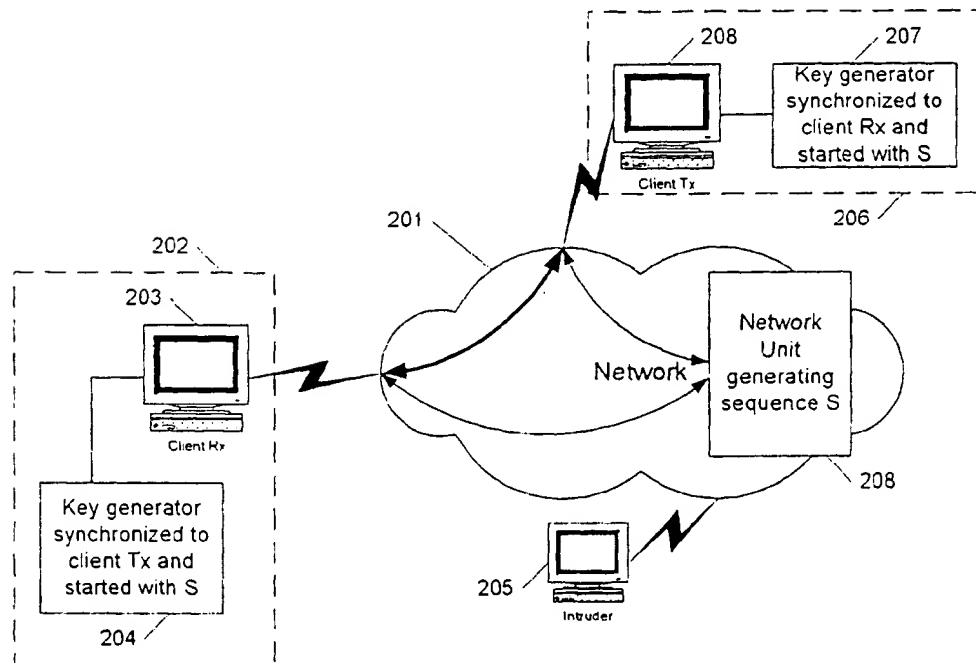 208
207
Key generator
synchronized to
client Rx and
started with S
Client Tx
206
201
202
203
Client Rx
Key generator
synchronized to
client Tx and
started with S
204
Network
Network
Unit
generating
sequence S
208
205
Intruder